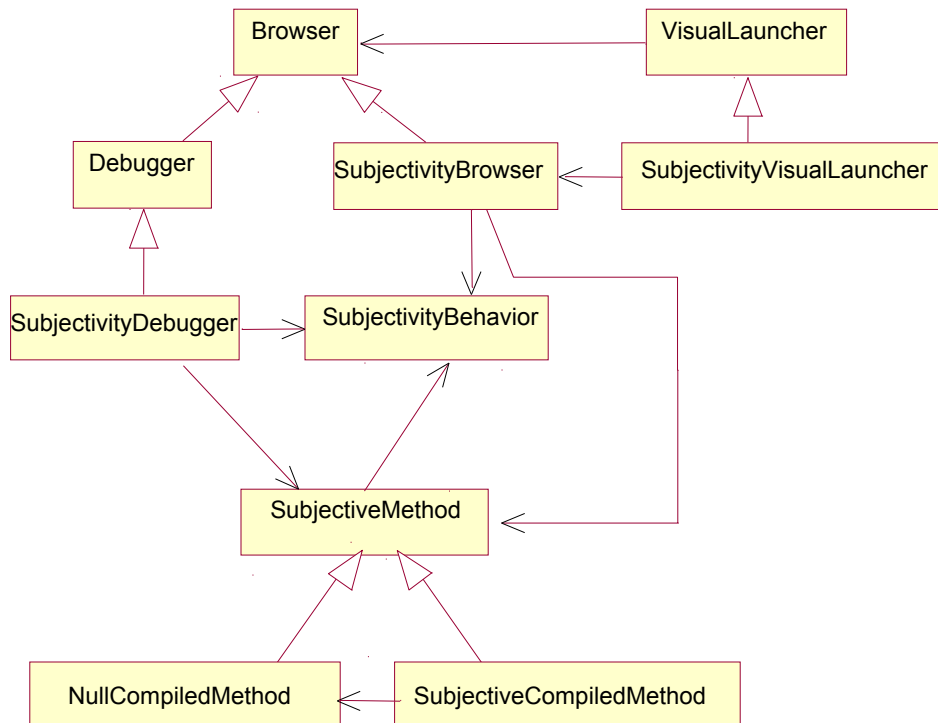 Browser
VisualLauncher
Debugger
SubjectivityBrowser
SubjectivityVisualLauncher
SubjectivityDebugger
SubjectivityBehavior
SubjectiveMethod
NullCompiledMethod
SubjectiveCompiledMethod